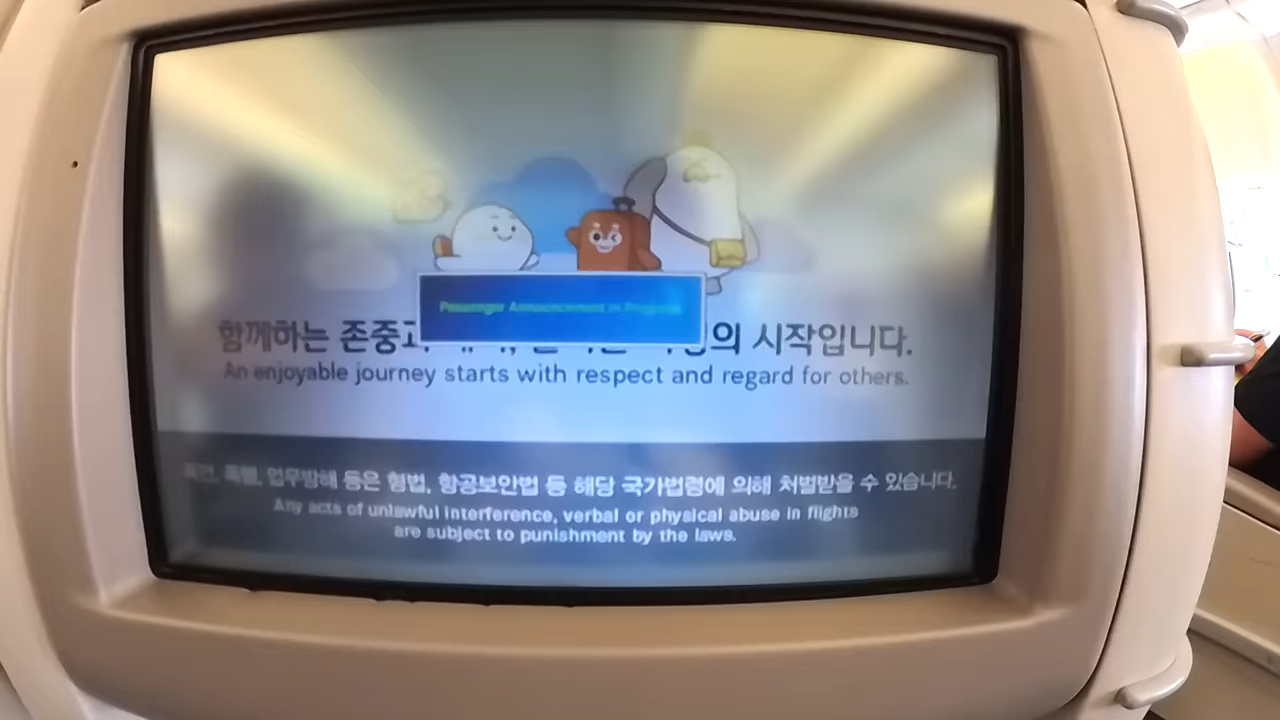 Passenger Announcement in Progress
함께하는 존중과 의 시작입니다.
An enjoyable journey starts with respect and regard for others.
폭언, 폭행, 업무방해 등은 형법, 항공보안법 등 해당 국가법령에 의해 처벌받을 수 있습니다.
Any acts of unlawful interference, verbal or physical abuse in flights
are subject to punishment by the laws.